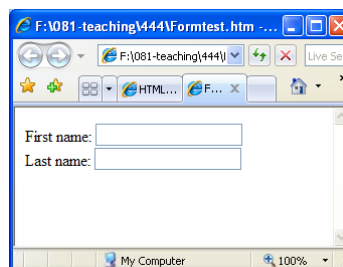 F:\081-teaching\444\Formtest.htm - ...
F:\081-teaching\444\ Live Se
HTML... F... x
First name:
Last name:
My Computer 100%